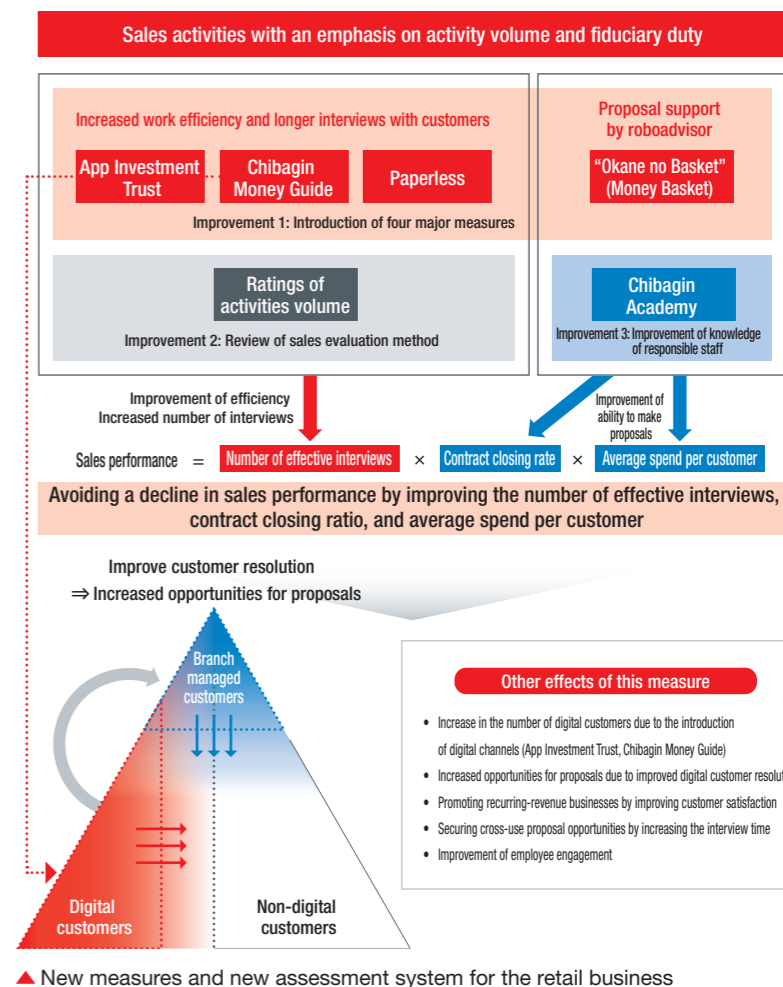 Sales activities with an emphasis on activity volume and fiduciary duty
Increased work efficiency and longer interviews with customers
App Investment
Trust
Chibagin
Money Guide
Paperless
Improvement 1: Introduction of four major measures
Proposal support
by roboadvisor
“Okane no Basket”
(Money Basket)
Ratings of
activities volume
Improvement 2: Review of sales evaluation method
Chibagin
Academy
Improvement 3: Improvement of knowledge
of responsible staff
Improvement of efficiency
Increased number of interviews
Improvement of
ability to make
proposals
Sales performance = Number of effective interviews × Contract closing rate × Average spend per customer
Avoiding a decline in sales performance by improving the number of effective interviews,
contract closing ratio, and average spend per customer
Improve customer resolution
⇒ Increased opportunities for proposals
Branch
managed
customers
Digital
customers
Non-digital
customers
Other effects of this measure
• Increase in the number of digital customers due to the introduction
of digital channels (App Investment Trust, Chibagin Money Guide)
• Increased opportunities for proposals due to improved digital customer
• Promoting recurring-revenue businesses by improving customer satisfaction
• Securing cross-use proposal opportunities by increasing the interview time
• Improvement of employee engagement
▲ New measures and new assessment system for the retail business